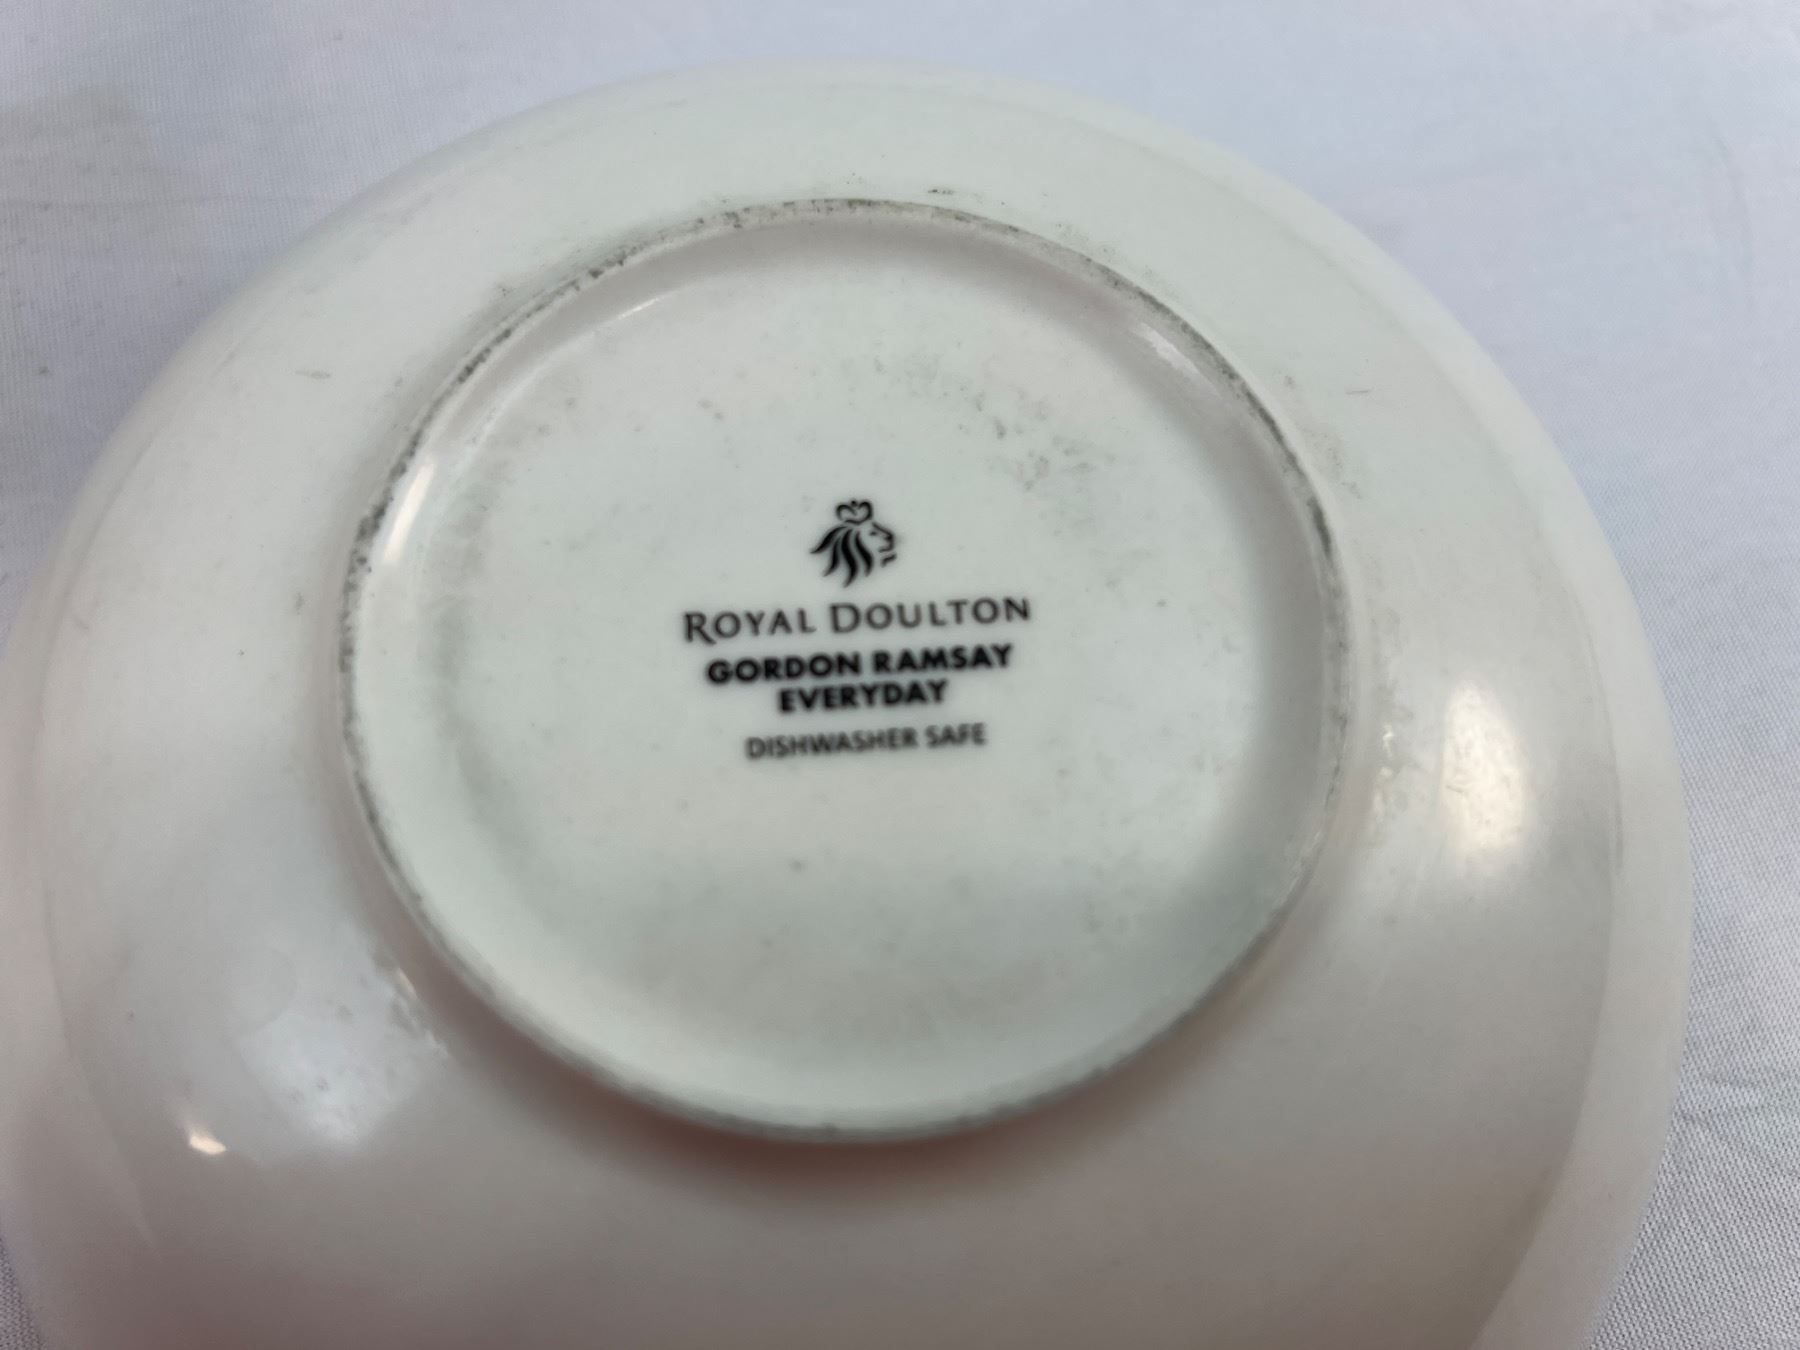 ROYAL DOULTON
GORDON RAMSAY
EVERYDAY
DISHWASHER SAFE